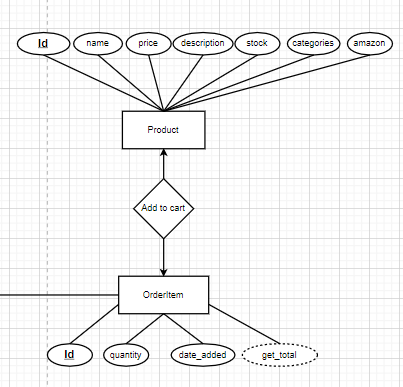 Id name price description stock categories amazon
Product
Add to cart
OrderItem
Id quantity date_added get_total